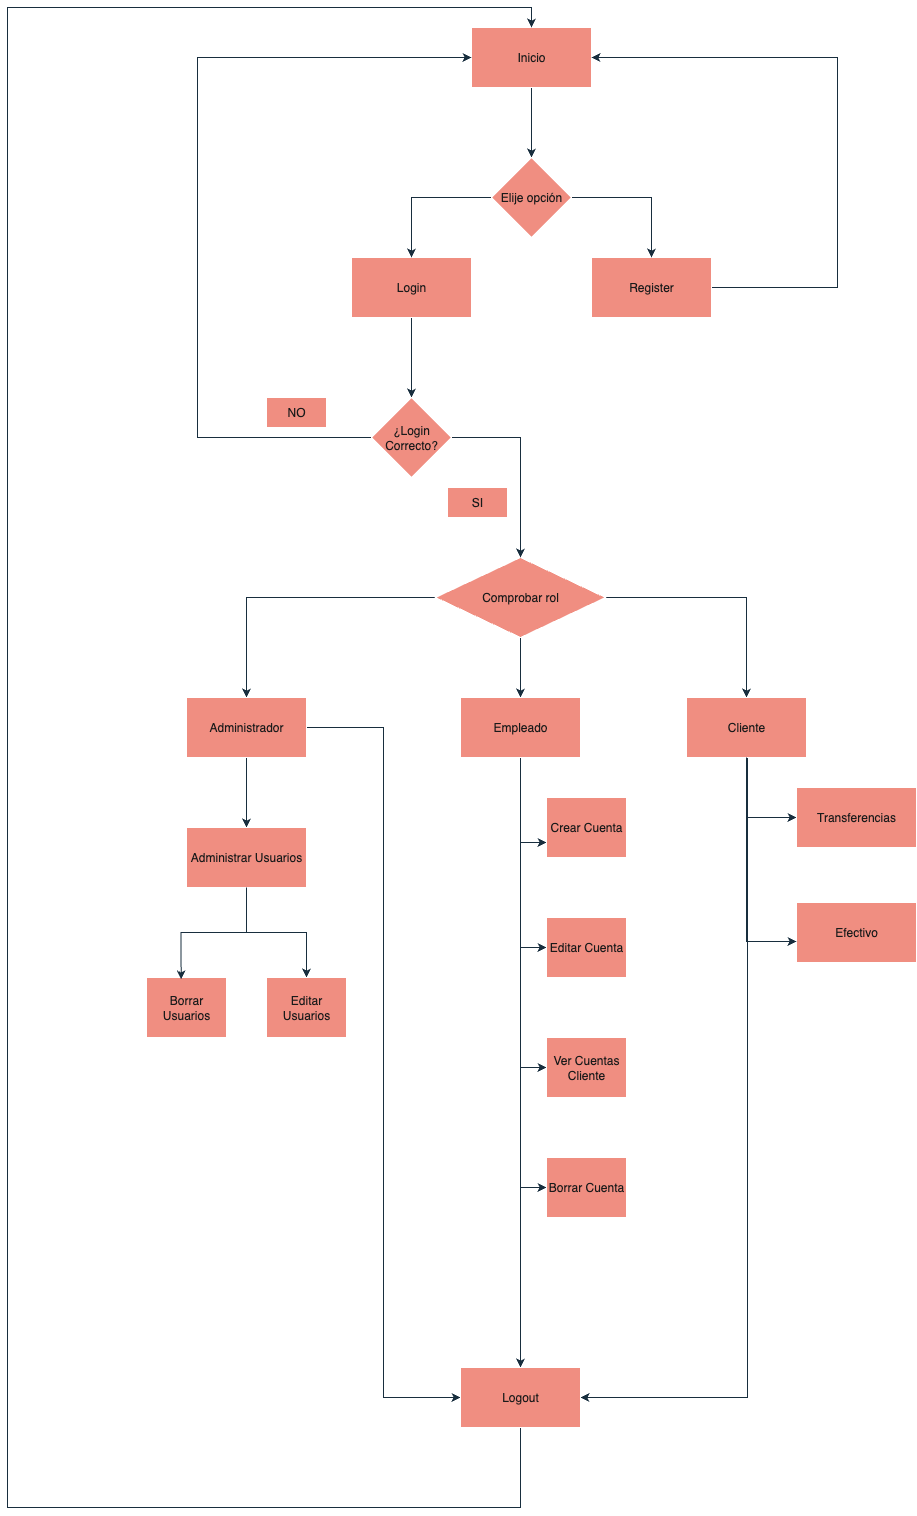 Inicio
Elije opción
Login
Register
NO
¿Login
Correcto?
SI
Comprobar rol
Administrador
Empleado
Cliente
Crear Cuenta
Transferencias
Administrar Usuarios
Editar Cuenta
Efectivo
Borrar
Usuarios
Editar
Usuarios
Ver Cuentas
Cliente
Borrar Cuenta
Logout